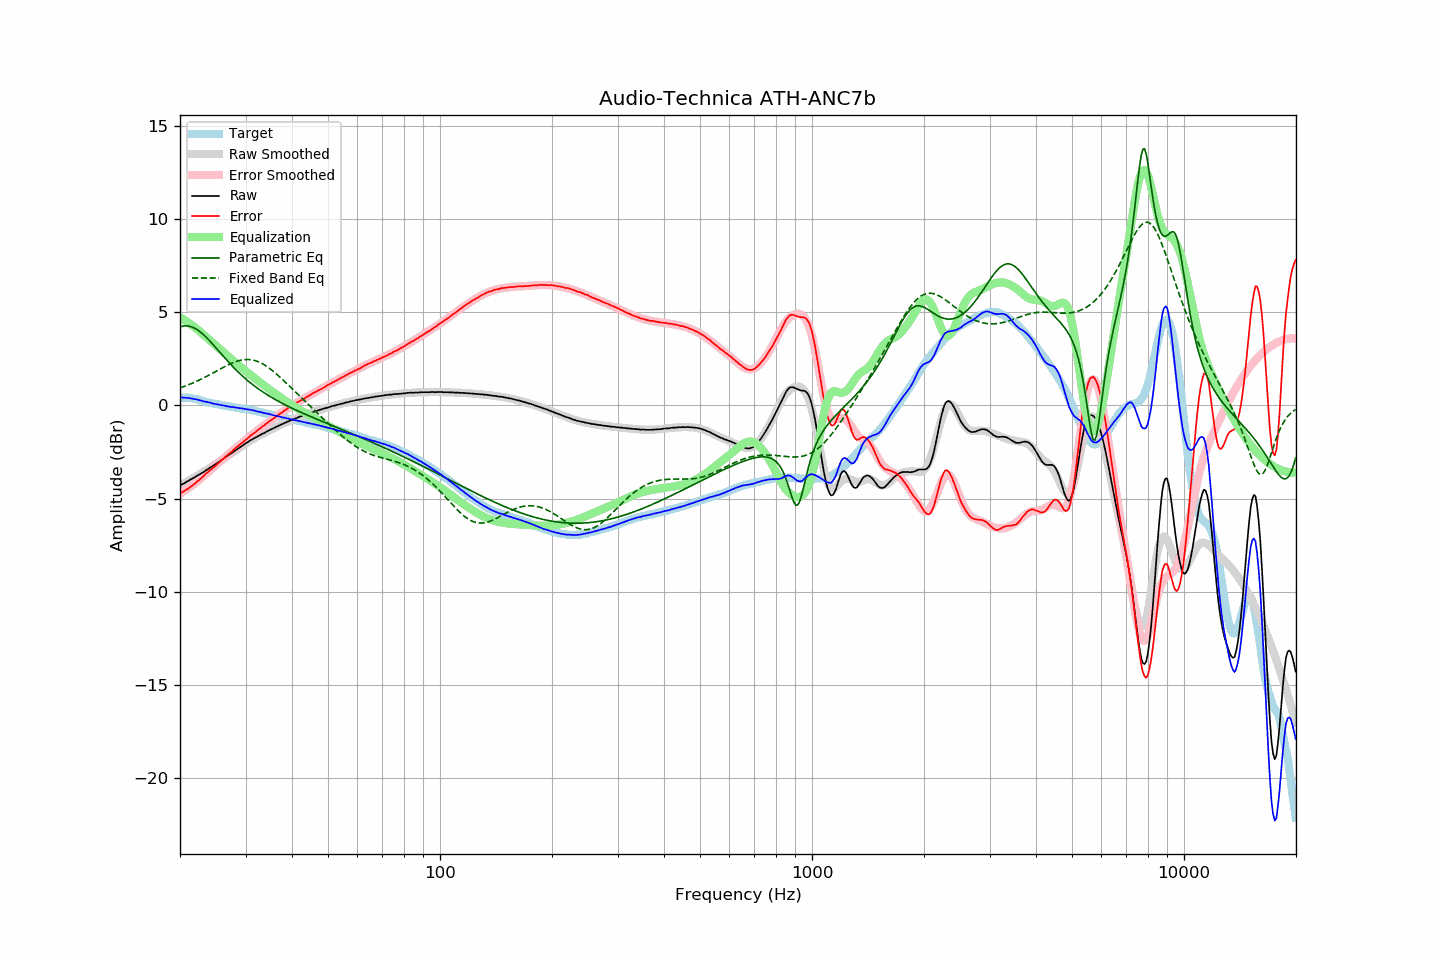 Audio-Technica ATH-ANC7b
Target
Raw Smoothed
Error Smoothed
Raw
Error
Equalization
Parametric Eq
Fixed Band Eq
Equalized
15
10
5
0
−5
−10
−15
−20
Amplitude (dBr)
100
1000
10000
Frequency (Hz)